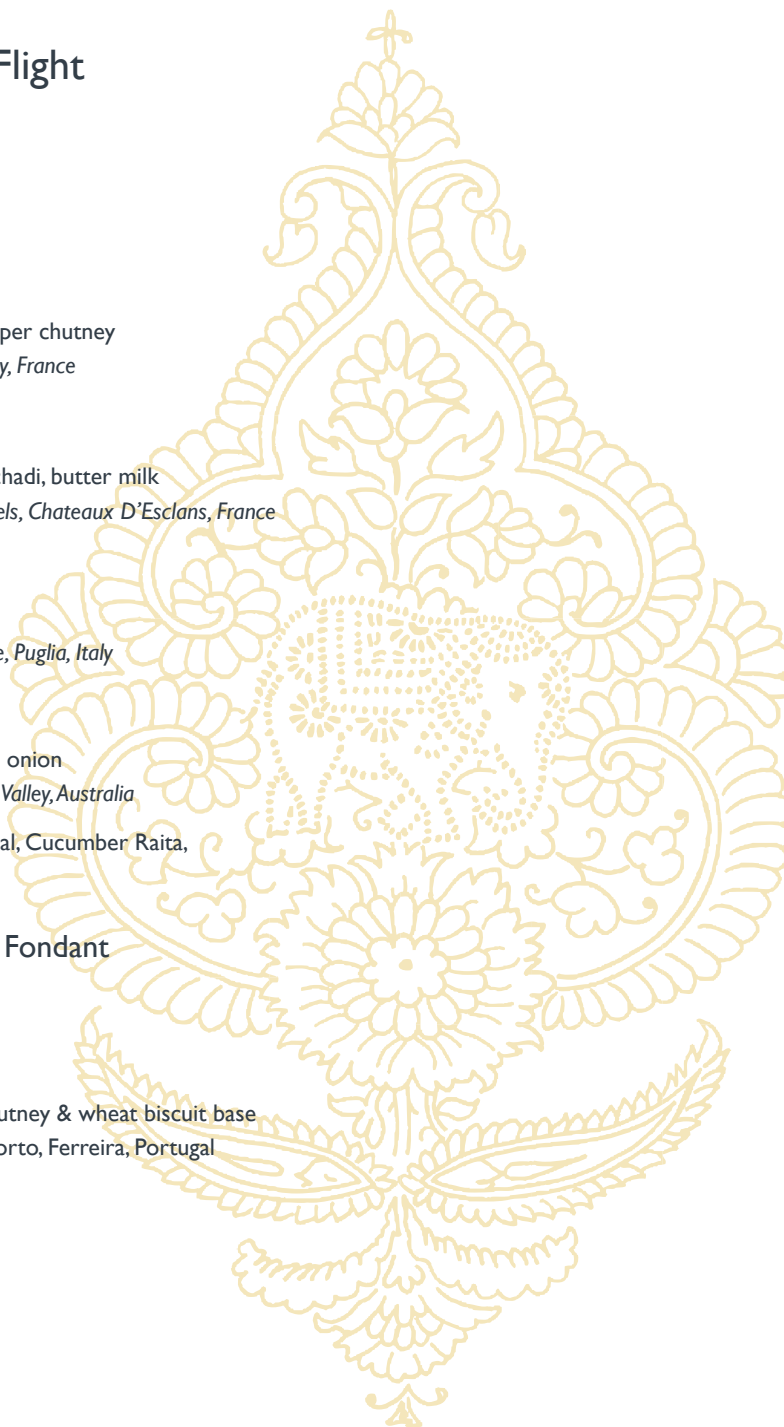 Flight
per chutney
y, France
hadi, butter milk
els, Chateaux D'Esclans, France
e, Puglia, Italy
onion
Valley, Australia
al, Cucumber Raita,
Fondant
utney & wheat biscuit base
orto, Ferreira, Portugal